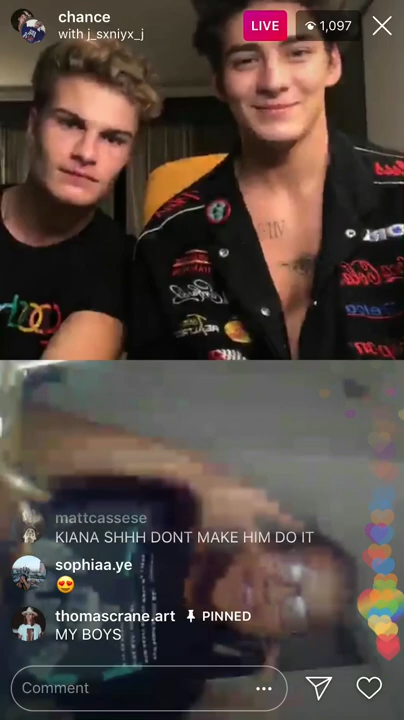 chance
with j_sxniyx_j
LIVE
1,097
mattcassese
KIANA SHHH DONT MAKE HIM DO IT
sophiaa.ye
😍
thomascrane.art PINNED
MY BOYS
Comment